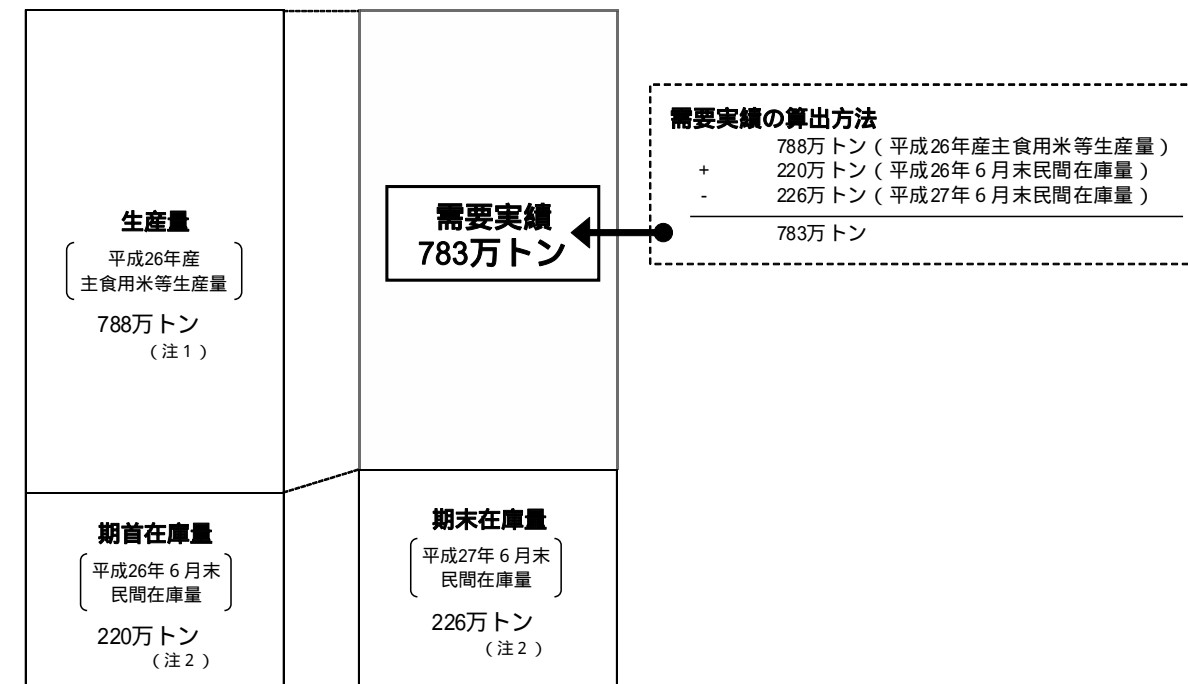 生産量
平成26年産
主食用米等生産量
788万トン
（注１）
期首在庫量
平成26年６月末
民間在庫量
220万トン
（注２）
需要実績
783万トン
期末在庫量
平成27年６月末
民間在庫量
226万トン
（注２）
需要実績の算出方法
788万トン（平成26年産主食用米等生産量）
+ 220万トン（平成26年６月末民間在庫量）
- 226万トン（平成27年６月末民間在庫量）
783万トン